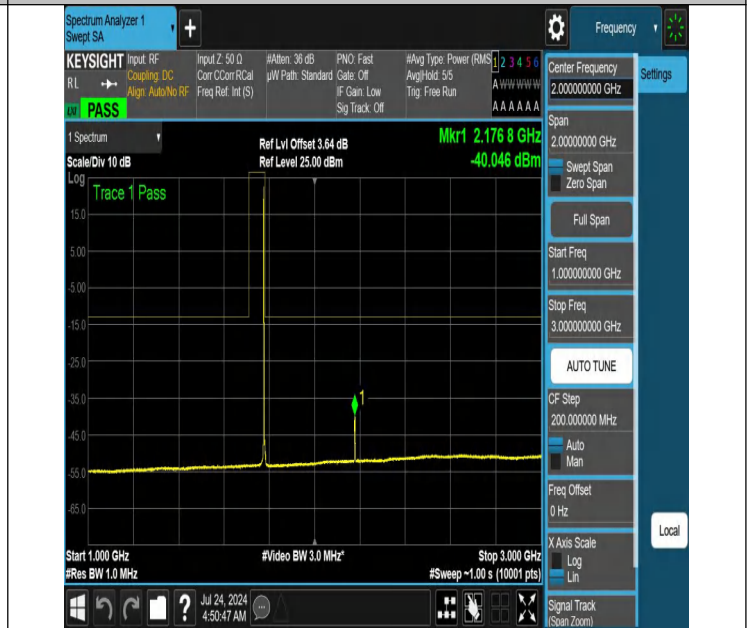 Spectrum Analyzer 1
Swept SA
+
Frequency
KEYSIGHT
RL
PASS
Input: RF
Coupling: DC
Align: Auto/No RF
Input Z: 50 Ω
Corr CCorr RCal
Freq Ref: Int (S)
#Atten: 36 dB
µW Path: Standard
PNO: Fast
Gate: Off
IF Gain: Low
Sig Track: Off
#Avg Type: Power (RMS
Avg|Hold: 5/5
Trig: Free Run
1 2 3 4 5 6
A W W W W W
A A A A A A
1 Spectrum
Scale/Div 10 dB
Log
Ref Lvl Offset 3.64 dB
Ref Level 25.00 dBm
Mkr1 2.176 8 GHz
-40.046 dBm
Trace 1 Pass
15.0
5.00
-5.00
-15.0
-25.0
-35.0
-45.0
-55.0
-65.0
1
Start 1.000 GHz
#Res BW 1.0 MHz
#Video BW 3.0 MHz*
Stop 3.000 GHz
#Sweep ~1.00 s (10001 pts)
Center Frequency
2.000000000 GHz
Span
2.00000000 GHz
Swept Span
Zero Span
Full Span
Start Freq
1.000000000 GHz
Stop Freq
3.000000000 GHz
AUTO TUNE
CF Step
200.000000 MHz
Auto
Man
Freq Offset
0 Hz
X Axis Scale
Log
Lin
Signal Track
(Span Zoom)
Settings
Local
?
Jul 24, 2024
4:50:47 AM